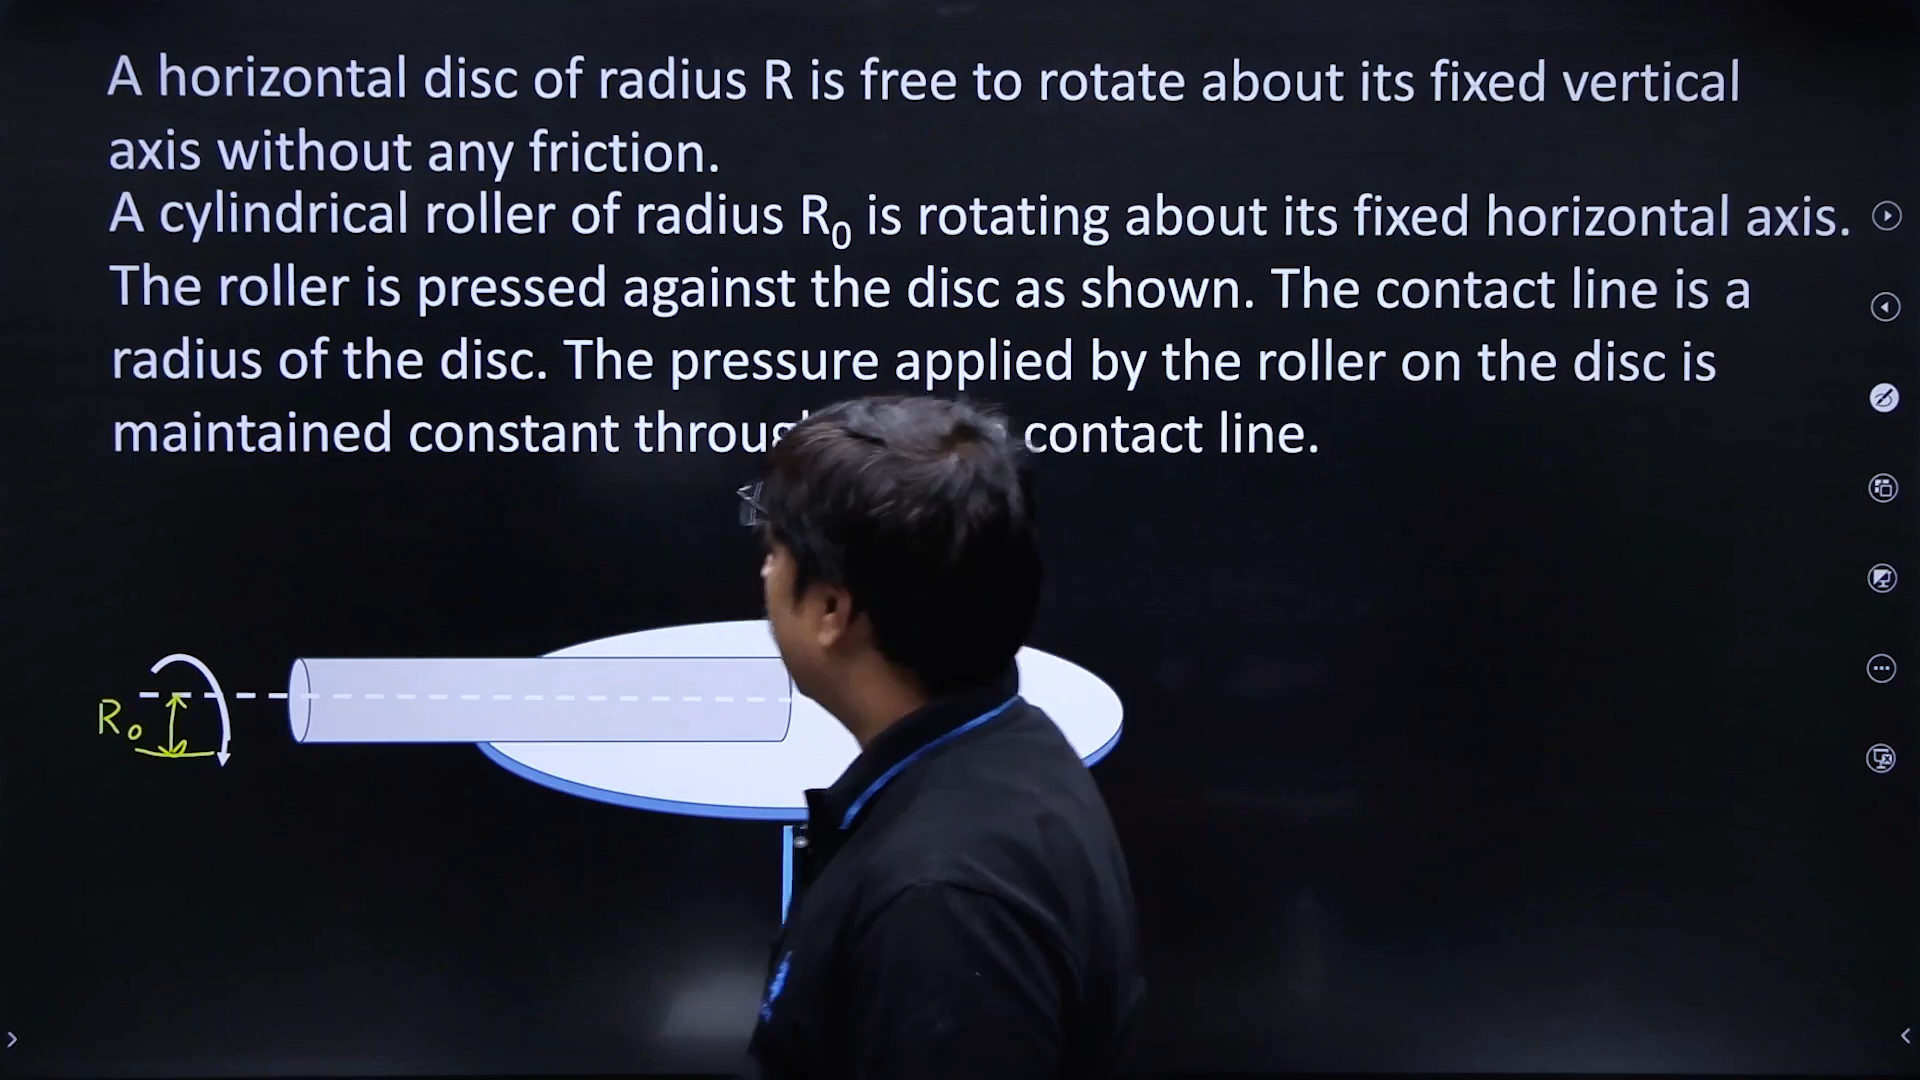 A horizontal disc of radius R is free to rotate about its fixed vertical
axis without any friction.
A cylindrical roller of radius R₀ is rotating about its fixed horizontal axis.
The roller is pressed against the disc as shown. The contact line is a
radius of the disc. The pressure applied by the roller on the disc is
maintained constant contact line.
R₀